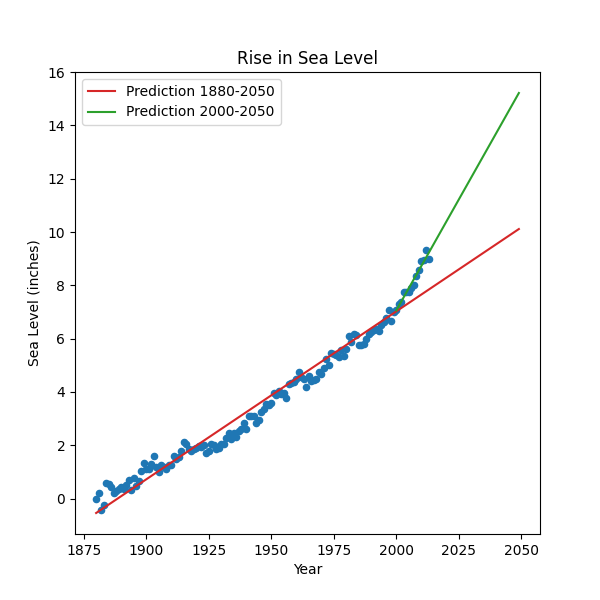 Rise in Sea Level
Prediction 1880-2050
Prediction 2000-2050
16
14
12
10
8
6
4
2
0
Sea Level (inches)
1875 1900 1925 1950 1975 2000 2025 2050
Year